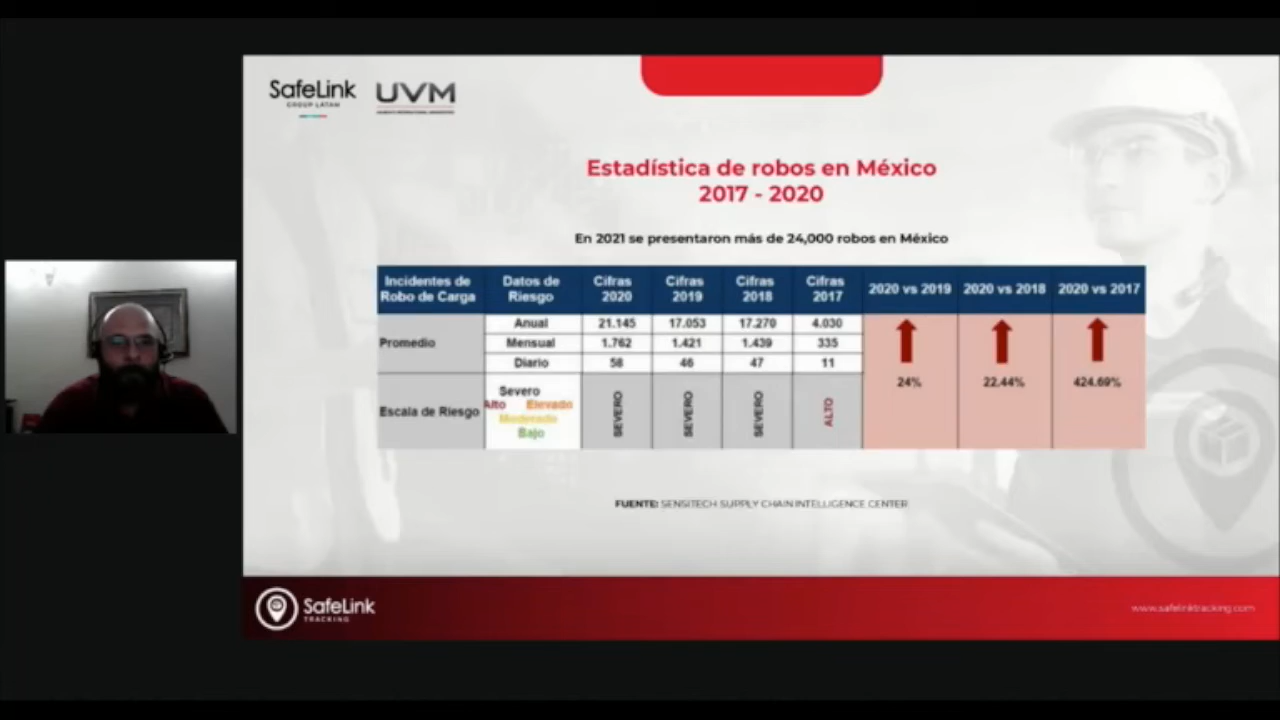 SafeLink
GROUP LATAM
UVM
Estadística de robos en México
2017 - 2020
En 2021 se presentaron más de 24,000 robos en México
Incidentes de Robo de Carga Datos de Riesgo Cifras 2020 Cifras 2019 Cifras 2018 Cifras 2017 2020 vs 2019 2020 vs 2018 2020 vs 2017
Promedio
Anual 21.145 17.053 17.270 4.030
Mensual 1.762 1.421 1.439 335
Diario 58 46 47 11
24% 22.44% 424.69%
Escala de Riesgo
Severo
Alto Elevado
Moderado
Bajo
SEVERO SEVERO SEVERO ALTO
FUENTE: SENSITECH SUPPLY CHAIN INTELLIGENCE CENTER
SafeLink
TRACKING
www.safelinktracking.com